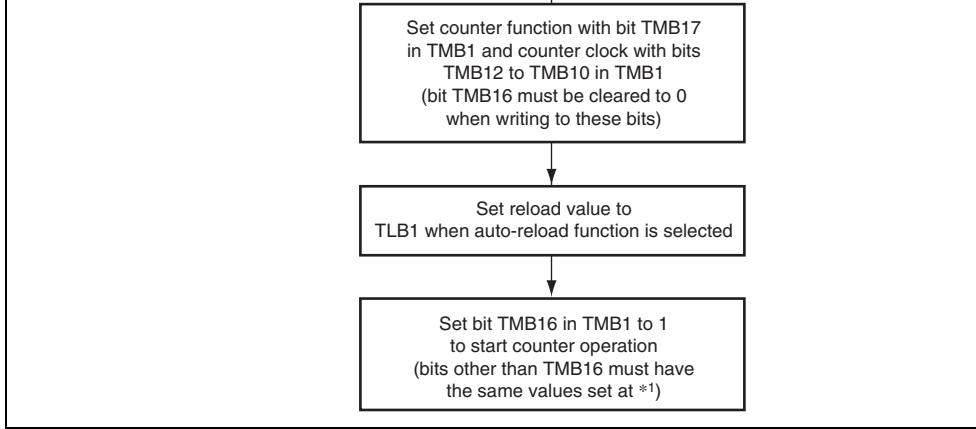 Set counter function with bit TMB17
in TMB1 and counter clock with bits
TMB12 to TMB10 in TMB1
(bit TMB16 must be cleared to 0
when writing to these bits)
Set reload value to
TLB1 when auto-reload function is selected
Set bit TMB16 in TMB1 to 1
to start counter operation
(bits other than TMB16 must have
the same values set at *1)